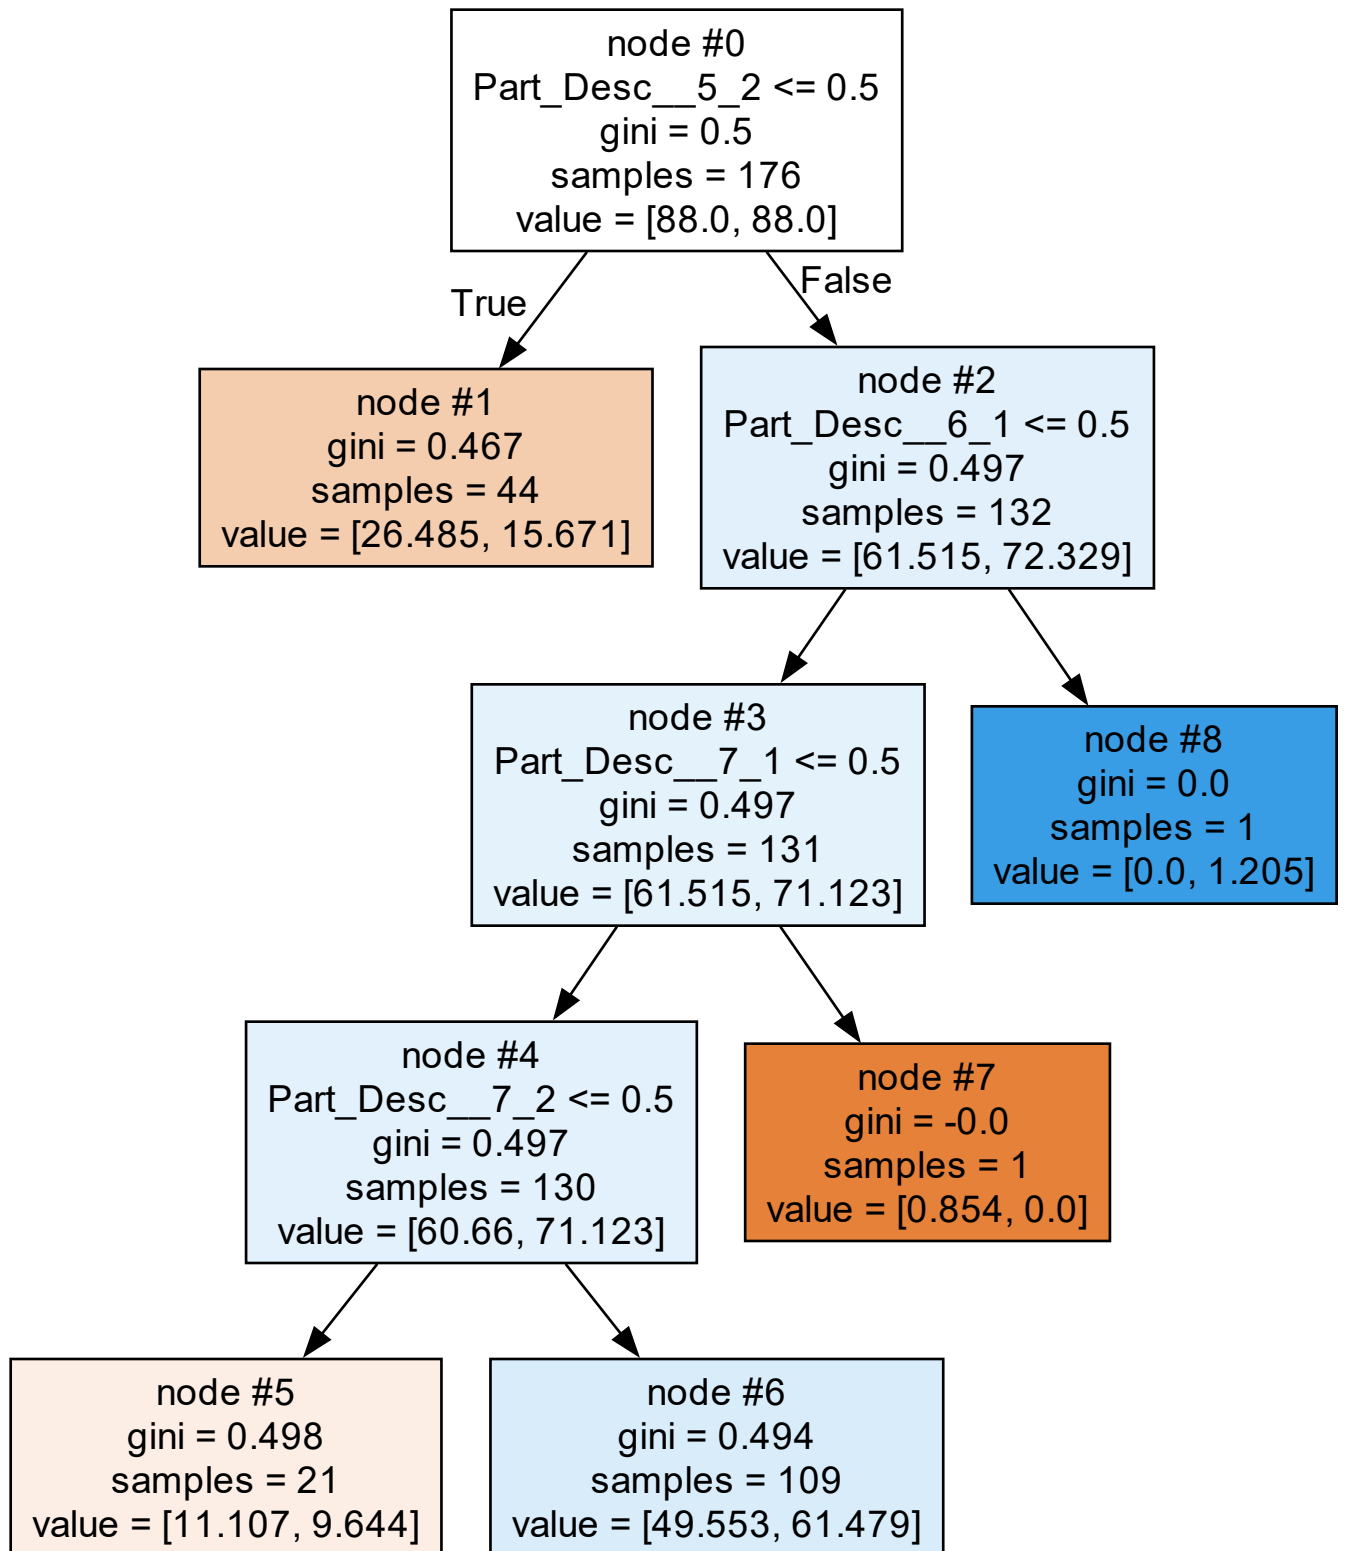 node #0
Part_Desc__5_2 <= 0.5
gini = 0.5
samples = 176
value = [88.0, 88.0]
True
False
node #1
gini = 0.467
samples = 44
value = [26.485, 15.671]
node #2
Part_Desc__6_1 <= 0.5
gini = 0.497
samples = 132
value = [61.515, 72.329]
node #3
Part_Desc__7_1 <= 0.5
gini = 0.497
samples = 131
value = [61.515, 71.123]
node #8
gini = 0.0
samples = 1
value = [0.0, 1.205]
node #4
Part_Desc__7_2 <= 0.5
gini = 0.497
samples = 130
value = [60.66, 71.123]
node #7
gini = -0.0
samples = 1
value = [0.854, 0.0]
node #5
gini = 0.498
samples = 21
value = [11.107, 9.644]
node #6
gini = 0.494
samples = 109
value = [49.553, 61.479]